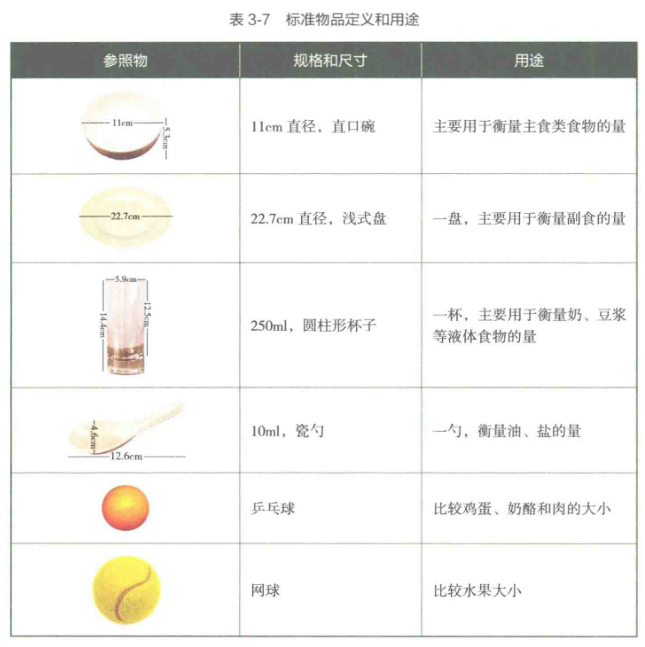 表 3-7 标准物品定义和用途
参照物 规格和尺寸 用途
11cm
5.3cm
11cm 直径，直口碗
主要用于衡量主食类食物的量
22.7cm
22.7cm 直径，浅式盘
一盘，主要用于衡量副食的量
5.9cm
14.4cm
12.5cm
250ml，圆柱形杯子
一杯，主要用于衡量奶、豆浆
等液体食物的量
4.6cm
12.6cm
10ml，瓷勺
一勺，衡量油、盐的量
乒乓球
比较鸡蛋、奶酪和肉的大小
网球
比较水果大小